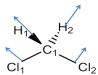 H₁ H₂
C₁
Cl₁ Cl₂